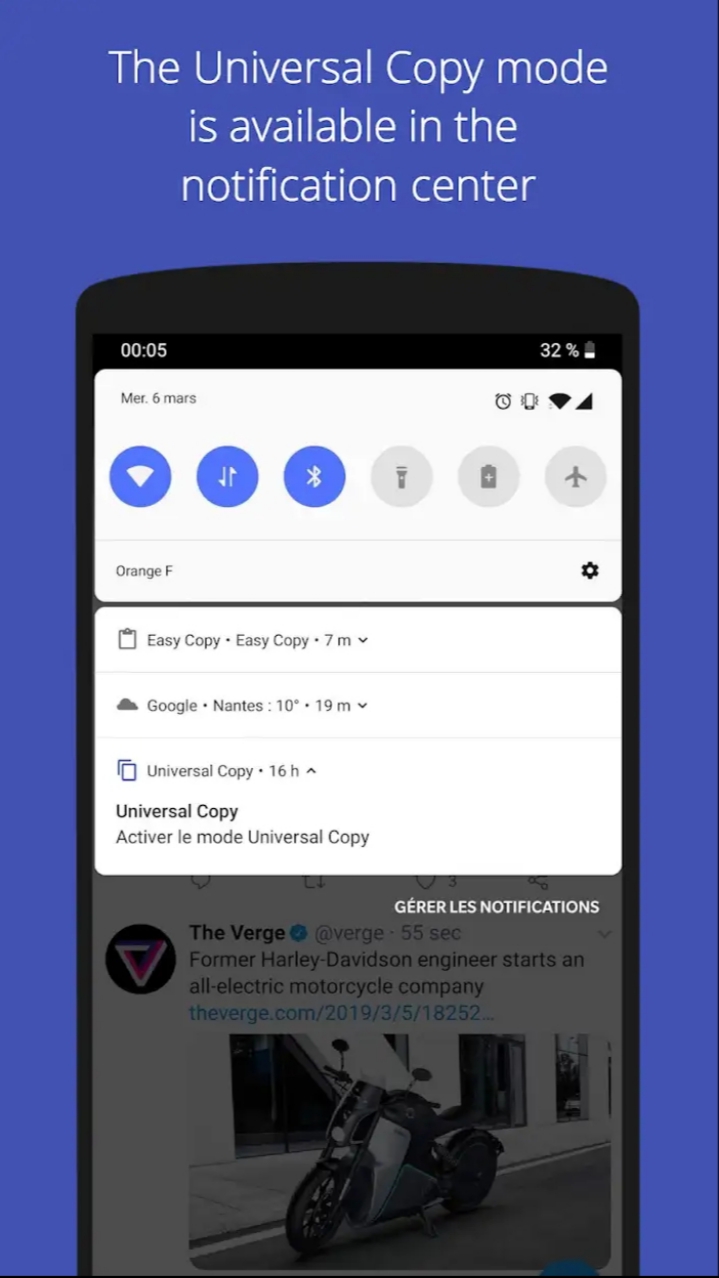 The Universal Copy mode
is available in the
notification center
00:05
32 %
Mer. 6 mars
Orange F
Easy Copy • Easy Copy • 7 m
Google • Nantes : 10° • 19 m
Universal Copy • 16 h
Universal Copy
Activer le mode Universal Copy
3
GÉRER LES NOTIFICATIONS
The Verge @verge · 55 sec
Former Harley-Davidson engineer starts an
all-electric motorcycle company
theverge.com/2019/3/5/18252...